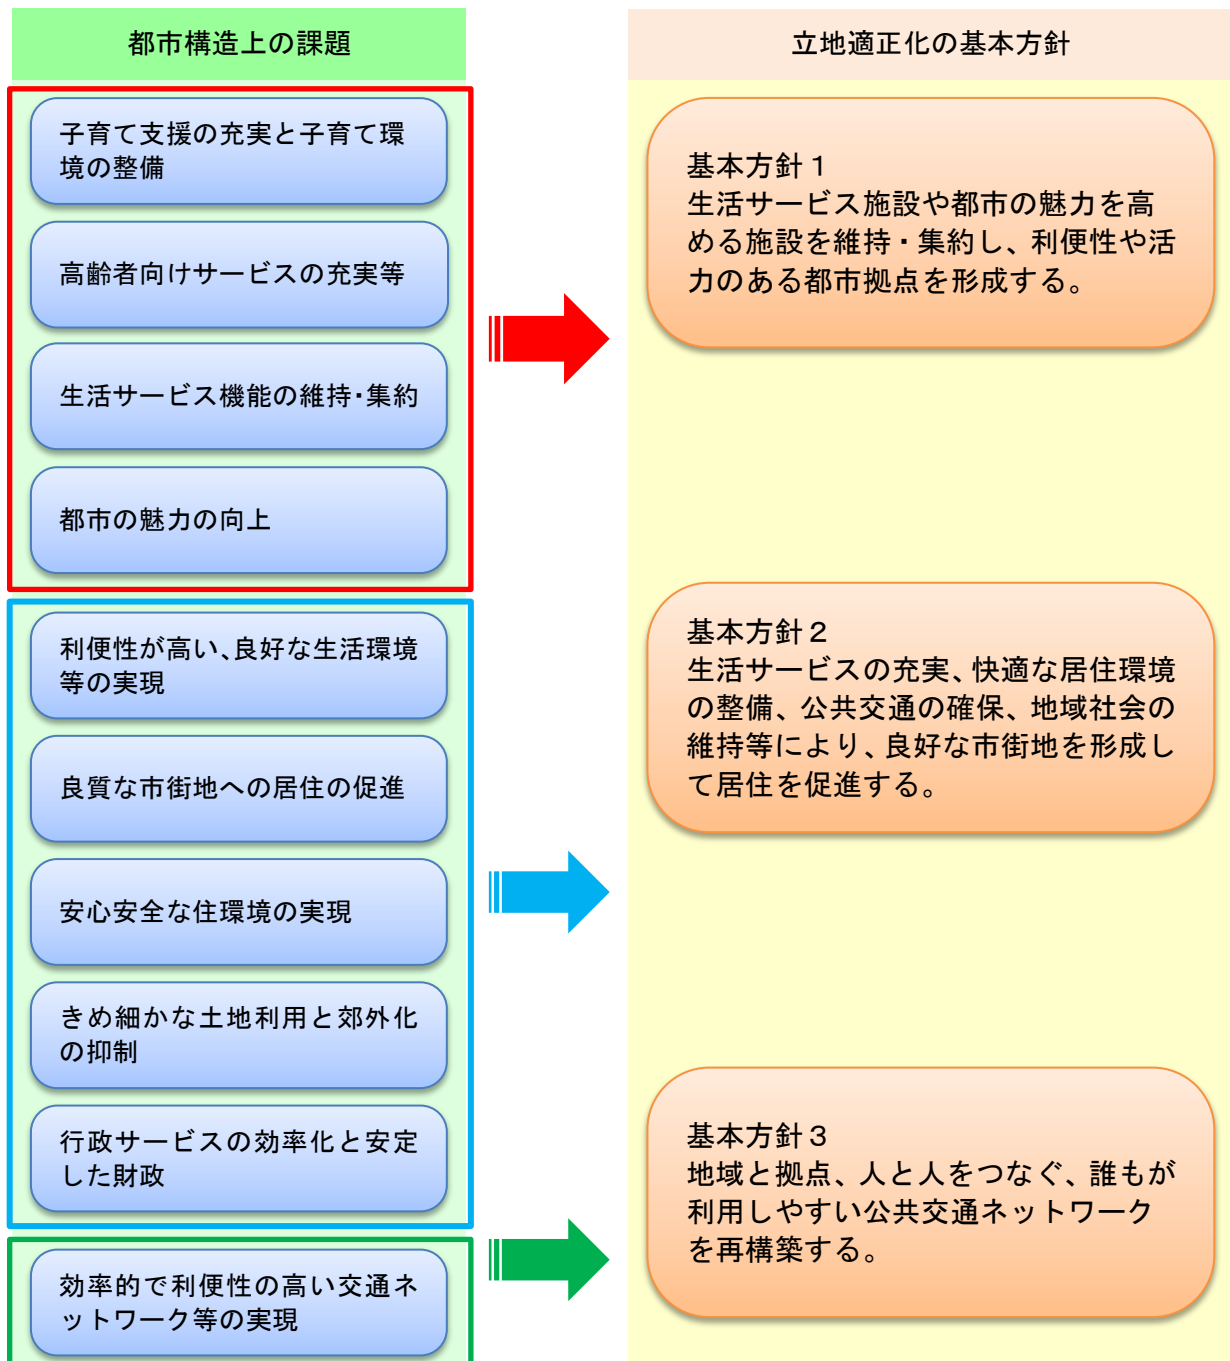 都市構造上の課題
子育て支援の充実と子育て環
境の整備
高齢者向けサービスの充実等
生活サービス機能の維持・集約
都市の魅力の向上
利便性が高い、良好な生活環境
等の実現
良質な市街地への居住の促進
安心安全な住環境の実現
きめ細かな土地利用と郊外化
の抑制
行政サービスの効率化と安定
した財政
効率的で利便性の高い交通ネ
ットワーク等の実現
立地適正化の基本方針
基本方針１
生活サービス施設や都市の魅力を高
める施設を維持・集約し、利便性や活
力のある都市拠点を形成する。
基本方針２
生活サービスの充実、快適な居住環境
の整備、公共交通の確保、地域社会の
維持等により、良好な市街地を形成し
て居住を促進する。
基本方針３
地域と拠点、人と人をつなぐ、誰もが
利用しやすい公共交通ネットワーク
を再構築する。